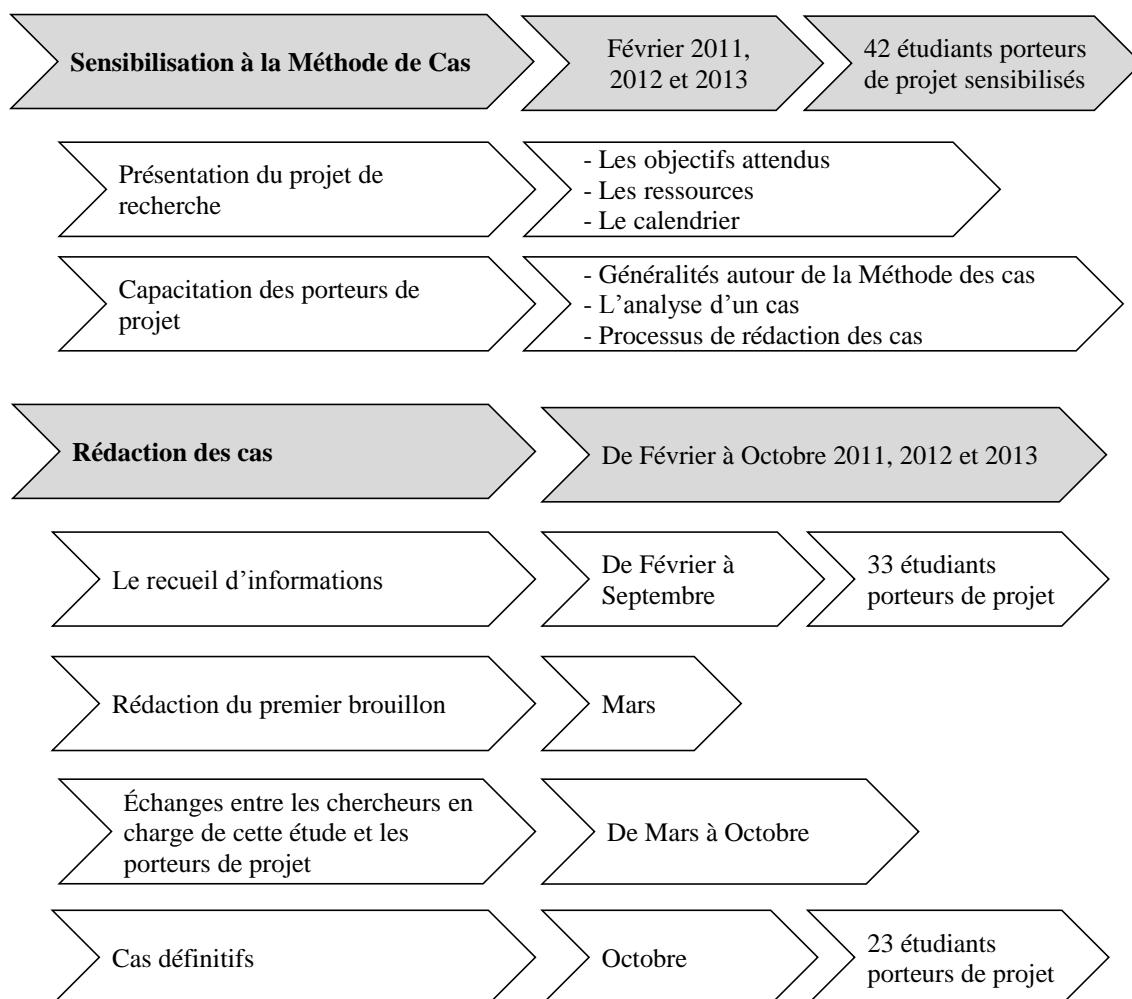 Sensibilisation à la Méthode de Cas
Février 2011,
2012 et 2013
42 étudiants porteurs
de projet sensibilisés
Présentation du projet de
recherche
- Les objectifs attendus
- Les ressources
- Le calendrier
Capacitation des porteurs de
projet
- Généralités autour de la Méthode des cas
- L’analyse d’un cas
- Processus de rédaction des cas
Rédaction des cas
De Février à Octobre 2011, 2012 et 2013
Le recueil d’informations
De Février à
Septembre
33 étudiants
porteurs de projet
Rédaction du premier brouillon
Mars
Échanges entre les chercheurs en
charge de cette étude et les
porteurs de projet
De Mars à Octobre
Cas définitifs
Octobre
23 étudiants
porteurs de projet